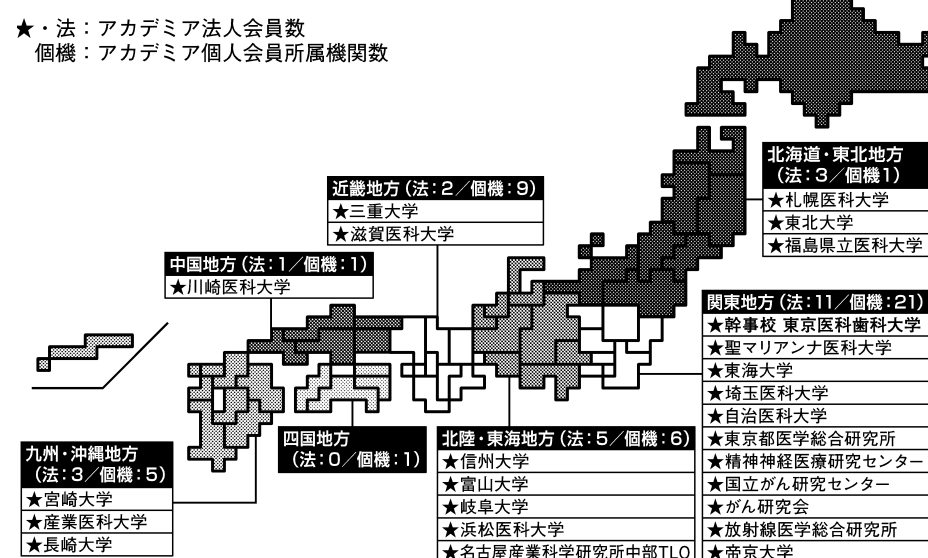 ★・法：アカデミア法人会員数
個機：アカデミア個人会員所属機関数
北海道・東北地方
（法：3／個機1）
★札幌医科大学
★東北大学
★福島県立医科大学
近畿地方（法：2／個機：9）
★三重大学
★滋賀医科大学
中国地方（法：1／個機：1）
★川崎医科大学
関東地方（法：11／個機：21）
★幹事校 東京医科歯科大学
★聖マリアンナ医科大学
★東海大学
★埼玉医科大学
★自治医科大学
★東京都医学総合研究所
★精神神経医療研究センター
★国立がん研究センター
★がん研究会
★放射線医学総合研究所
★帝京大学
九州・沖縄地方
（法：3／個機：5）
★宮崎大学
★産業医科大学
★長崎大学
四国地方
（法：0／個機：1）
北陸・東海地方（法：5／個機：6）
★信州大学
★富山大学
★岐阜大学
★浜松医科大学
★名古屋産業科学研究所中部TLO